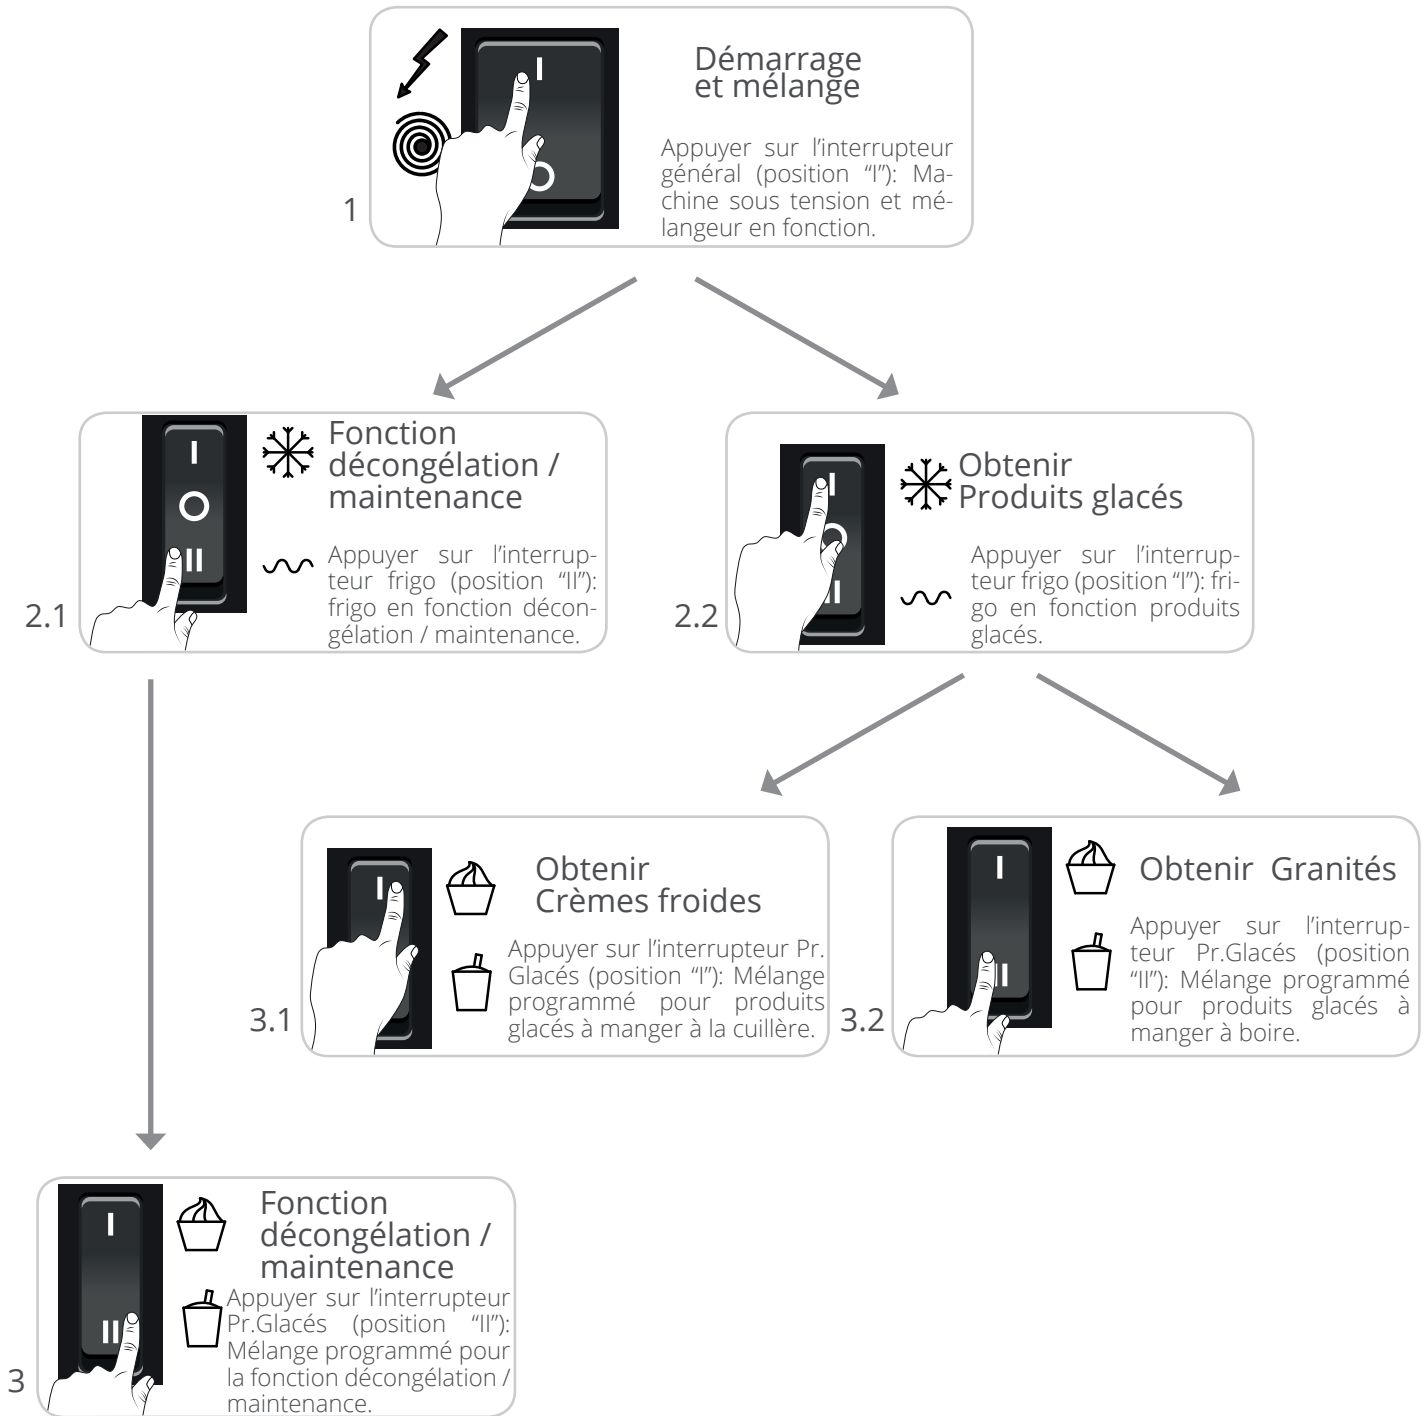 Démarrage
et mélange
Appuyer sur l'interrupteur
général (position “I”): Ma-
chine sous tension et mé-
langeur en fonction.
1
I
O
Fonction
décongélation /
maintenance
Appuyer sur l'interrup-
teur frigo (position “II”):
frigo en fonction décon-
gélation / maintenance.
2.1
I
O
II
Obtenir
Produits glacés
Appuyer sur l'interrup-
teur frigo (position “I”): fri-
go en fonction produits
glacés.
2.2
I
O
II
Obtenir
Crèmes froides
Appuyer sur l'interrupteur Pr.
Glacés (position “I”): Mélange
programmé pour produits
glacés à manger à la cuillère.
3.1
I
Obtenir Granités
Appuyer sur l'interrup-
teur Pr.Glacés (position
“II”): Mélange programmé
pour produits glacés à
manger à boire.
3.2
I
II
Fonction
décongélation /
maintenance
Appuyer sur l'interrupteur
Pr.Glacés (position “II”):
Mélange programmé pour
la fonction décongélation /
maintenance.
3
I
II